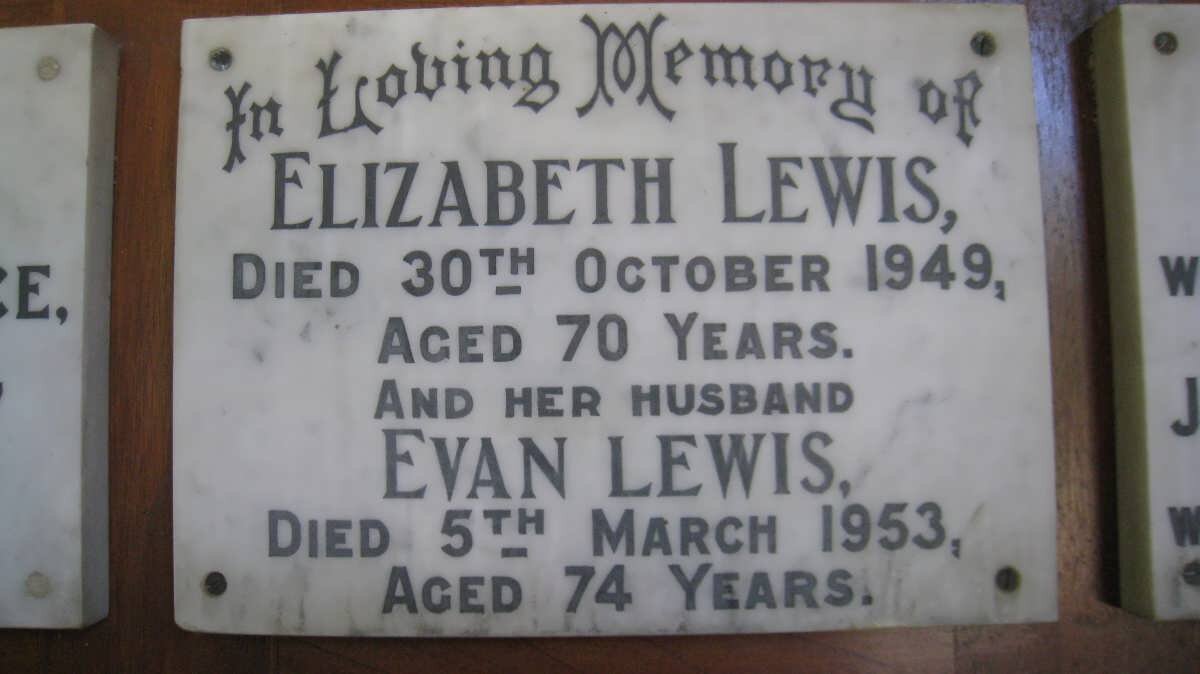 In Loving Memory of
ELIZABETH LEWIS,
DIED 30TH OCTOBER 1949,
AGED 70 YEARS.
AND HER HUSBAND
EVAN LEWIS,
DIED 5TH MARCH 1953,
AGED 74 YEARS.